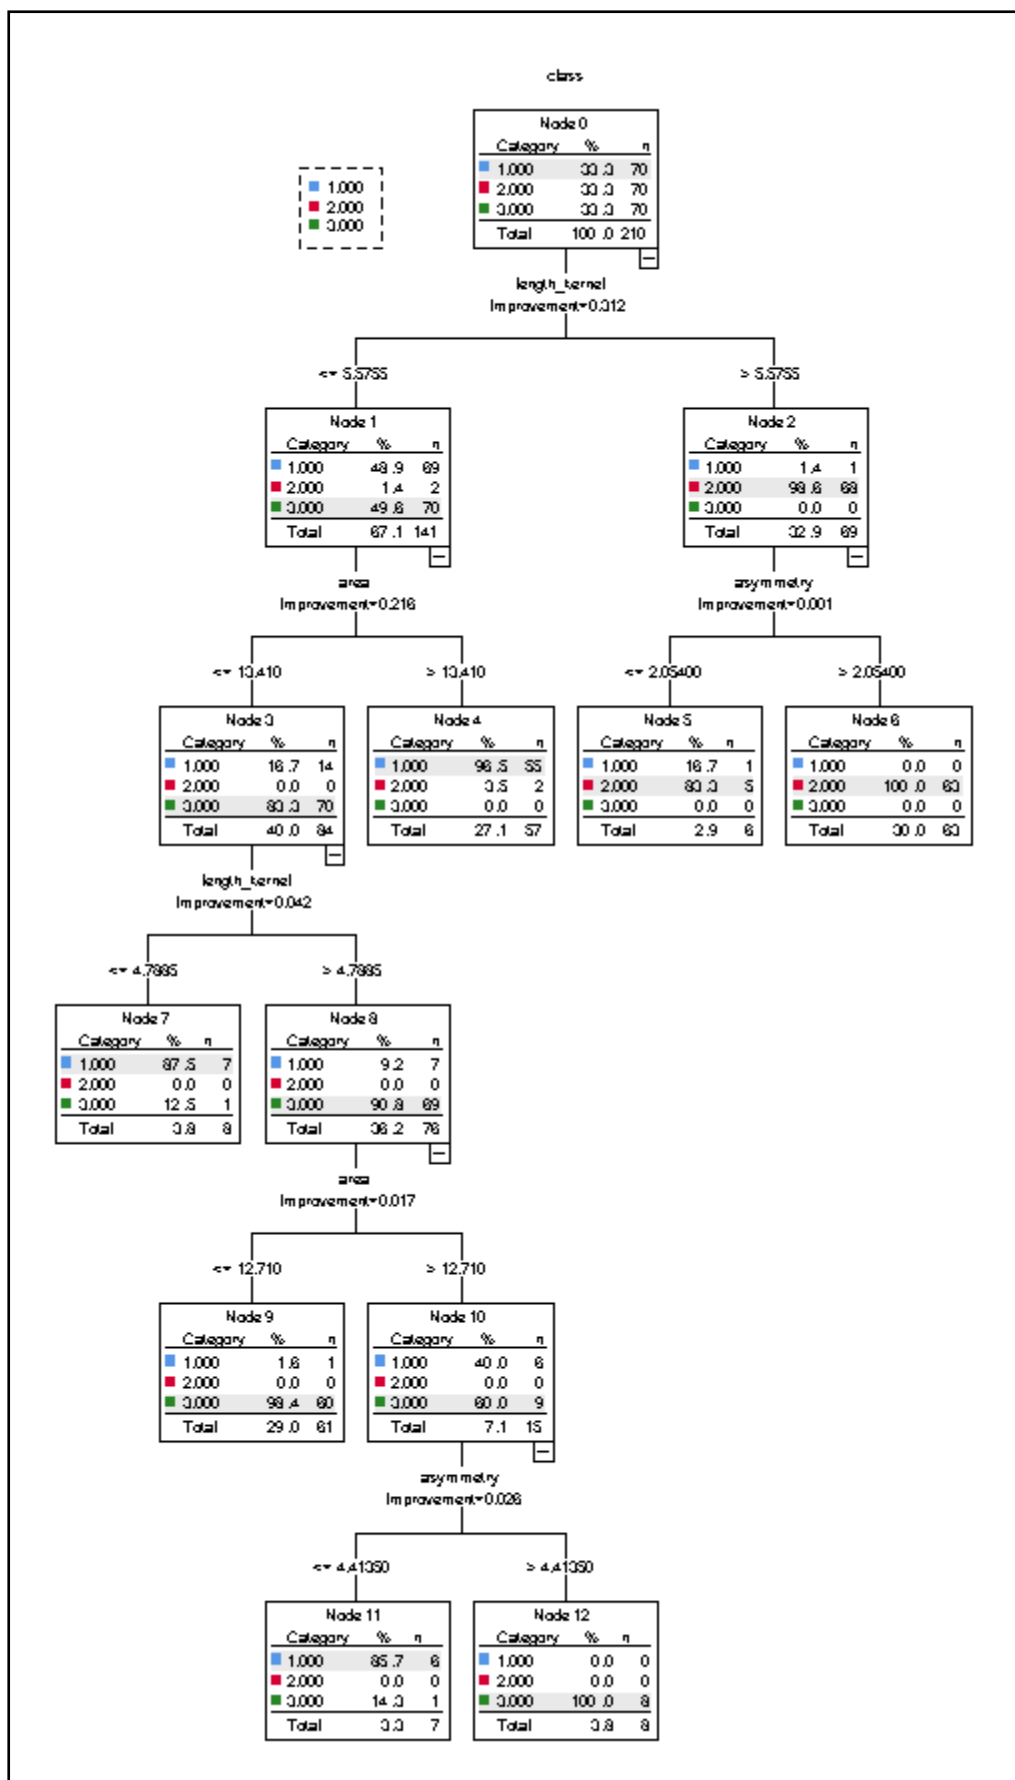 class
Node 0
Category % n
1.000 33.3 70
2.000 33.3 70
3.000 33.3 70
Total 100.0 210
1.000
2.000
3.000
length_kernel
Improvement=0.312
<= 5.5755
> 5.5755
Node 1
Category % n
1.000 48.9 69
2.000 1.4 2
3.000 49.6 70
Total 67.1 141
Node 2
Category % n
1.000 1.4 1
2.000 98.6 68
3.000 0.0 0
Total 32.9 69
area
Improvement=0.216
asymmetry
Improvement=0.001
<= 13.410
> 13.410
<= 2.05400
> 2.05400
Node 3
Category % n
1.000 16.7 14
2.000 0.0 0
3.000 83.3 70
Total 40.0 84
Node 4
Category % n
1.000 96.5 55
2.000 3.5 2
3.000 0.0 0
Total 27.1 57
Node 5
Category % n
1.000 16.7 1
2.000 83.3 5
3.000 0.0 0
Total 2.9 6
Node 6
Category % n
1.000 0.0 0
2.000 100.0 63
3.000 0.0 0
Total 30.0 63
length_kernel
Improvement=0.042
<= 4.7885
> 4.7885
Node 7
Category % n
1.000 87.5 7
2.000 0.0 0
3.000 12.5 1
Total 3.8 8
Node 8
Category % n
1.000 9.2 7
2.000 0.0 0
3.000 90.8 69
Total 36.2 76
area
Improvement=0.017
<= 12.710
> 12.710
Node 9
Category % n
1.000 1.6 1
2.000 0.0 0
3.000 98.4 60
Total 29.0 61
Node 10
Category % n
1.000 40.0 6
2.000 0.0 0
3.000 60.0 9
Total 7.1 15
asymmetry
Improvement=0.026
<= 4.41350
> 4.41350
Node 11
Category % n
1.000 85.7 6
2.000 0.0 0
3.000 14.3 1
Total 3.3 7
Node 12
Category % n
1.000 0.0 0
2.000 0.0 0
3.000 100.0 8
Total 3.8 8